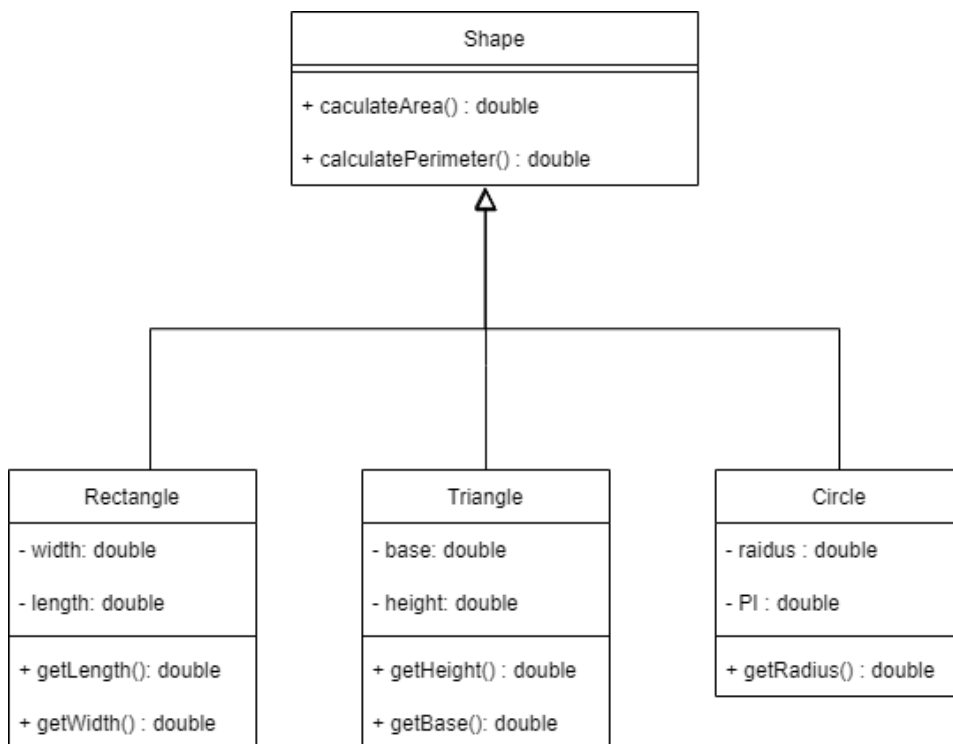 Shape
+ caculateArea() : double
+ calculatePerimeter() : double
Rectangle
- width: double
- length: double
+ getLength(): double
+ getWidth() : double
Triangle
- base: double
- height: double
+ getHeight() : double
+ getBase(): double
Circle
- raidus : double
- PI : double
+ getRadius() : double